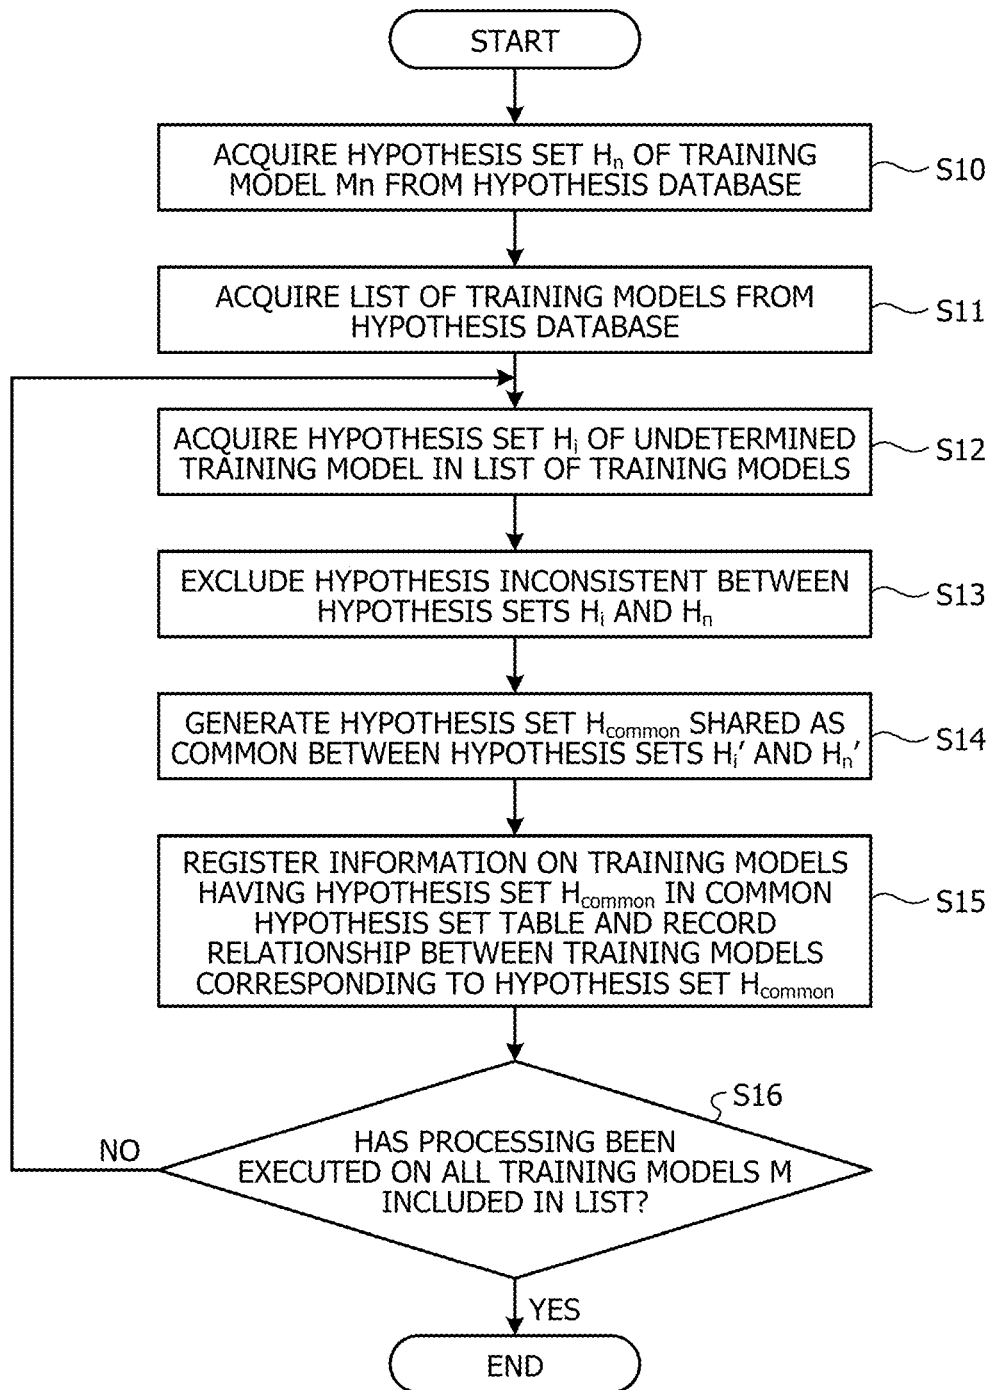 START
ACQUIRE HYPOTHESIS SET Hn OF TRAINING
MODEL Mn FROM HYPOTHESIS DATABASE
S10
ACQUIRE LIST OF TRAINING MODELS FROM
HYPOTHESIS DATABASE
S11
ACQUIRE HYPOTHESIS SET Hi OF UNDETERMINED
TRAINING MODEL IN LIST OF TRAINING MODELS
S12
EXCLUDE HYPOTHESIS INCONSISTENT BETWEEN
HYPOTHESIS SETS Hi AND Hn
S13
GENERATE HYPOTHESIS SET Hcommon SHARED AS
COMMON BETWEEN HYPOTHESIS SETS Hi′ AND Hn′
S14
REGISTER INFORMATION ON TRAINING MODELS
HAVING HYPOTHESIS SET Hcommon IN COMMON
HYPOTHESIS SET TABLE AND RECORD
RELATIONSHIP BETWEEN TRAINING MODELS
CORRESPONDING TO HYPOTHESIS SET Hcommon
S15
S16
HAS PROCESSING BEEN
EXECUTED ON ALL TRAINING MODELS M
INCLUDED IN LIST?
NO
YES
END